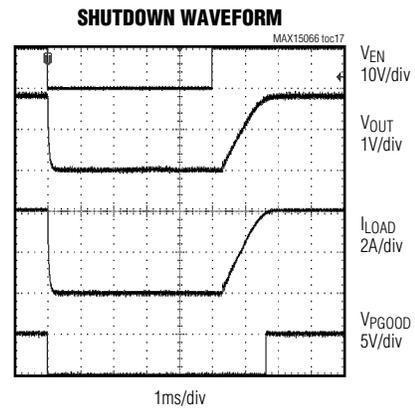 SHUTDOWN WAVEFORM
MAX15066 toc17
VEN
10V/div
VOUT
1V/div
ILOAD
2A/div
VPGOOD
5V/div
1ms/div